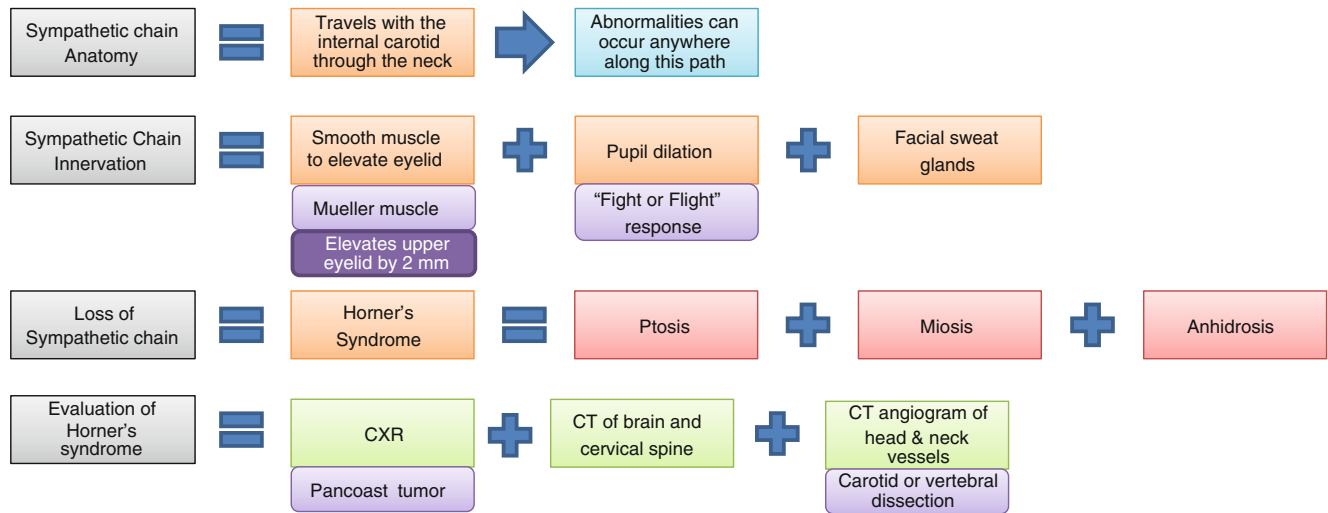 Sympathetic chain
Anatomy
Travels with the
internal carotid
through the neck
Abnormalities can
occur anywhere
along this path
Sympathetic Chain
Innervation
Smooth muscle
to elevate eyelid
Mueller muscle
Elevates upper
eyelid by 2 mm
Pupil dilation
“Fight or Flight”
response
Facial sweat
glands
Loss of
Sympathetic chain
Horner’s
Syndrome
Ptosis
Miosis
Anhidrosis
Evaluation of
Horner’s
syndrome
CXR
Pancoast tumor
CT of brain and
cervical spine
CT angiogram of
head & neck
vessels
Carotid or vertebral
dissection